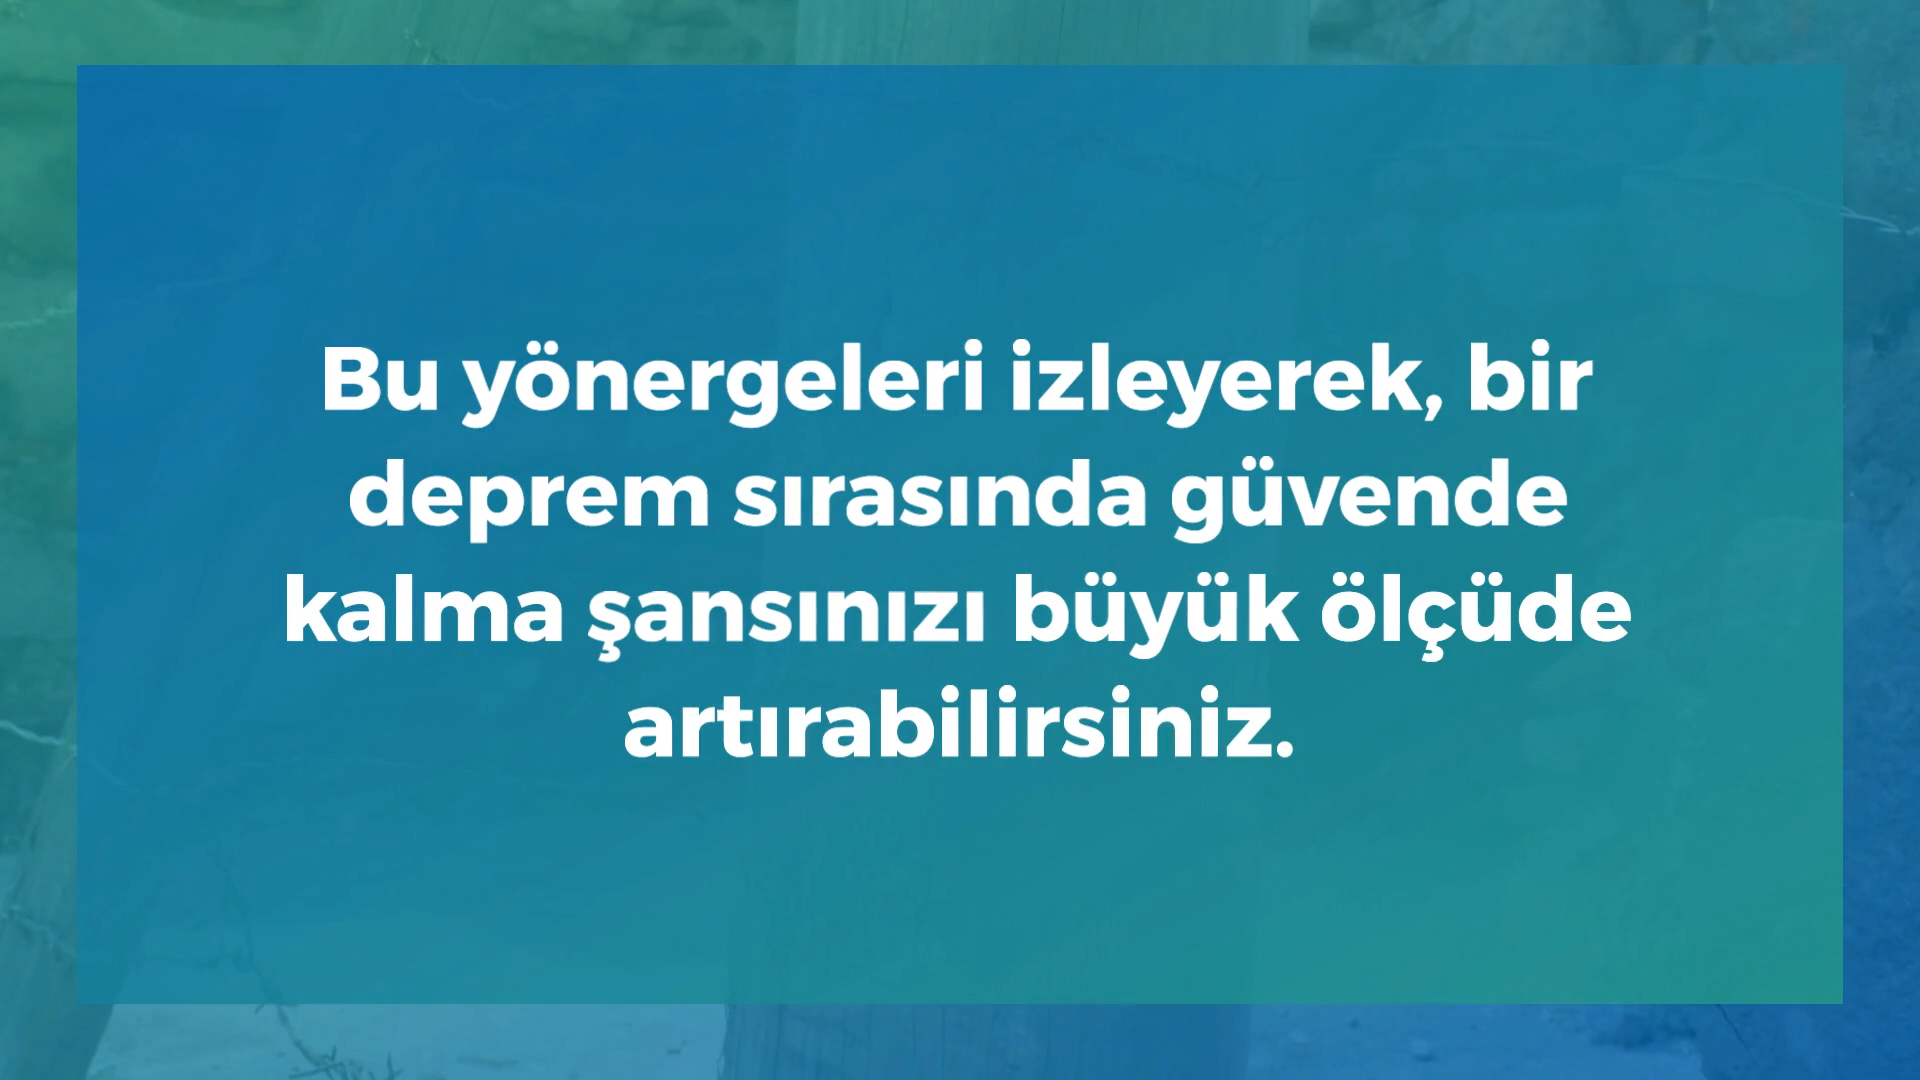 Bu yönergeleri izleyerek, bir
deprem sırasında güvende
kalma şansınızı büyük ölçüde
artırabilirsiniz.